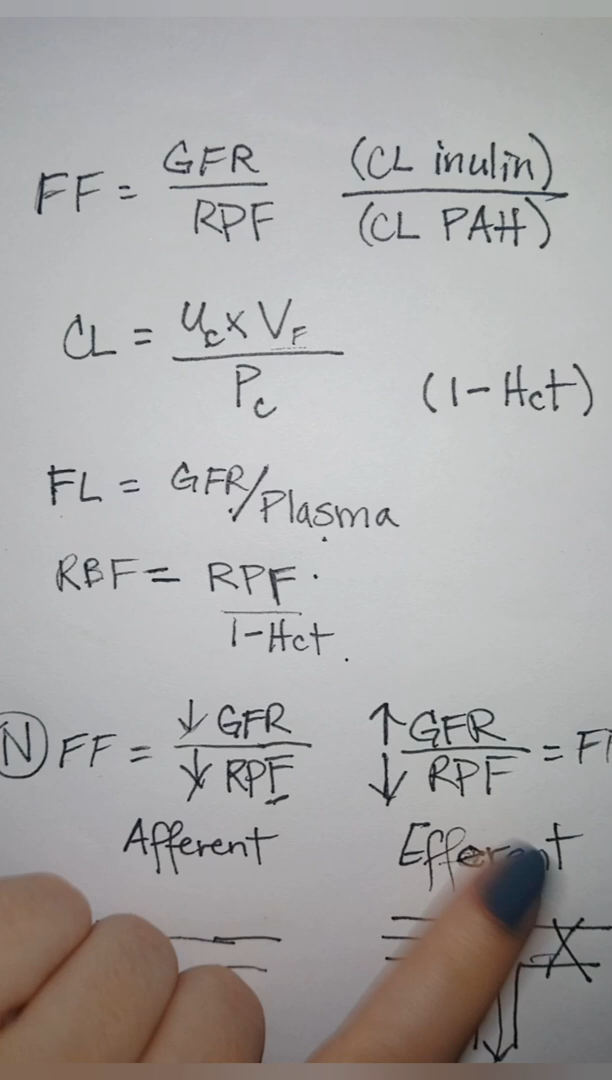 FF = GFR / RPF (CL inulin) / (CL PAH)
CL = Uc x VF / Pc (1-Hct)
FL = GFR/Plasma
RBF = RPF / 1-Hct
N FF = ↓ GFR / ↓ RPF ↑ GFR / ↓ RPF =
Afferent Efferent